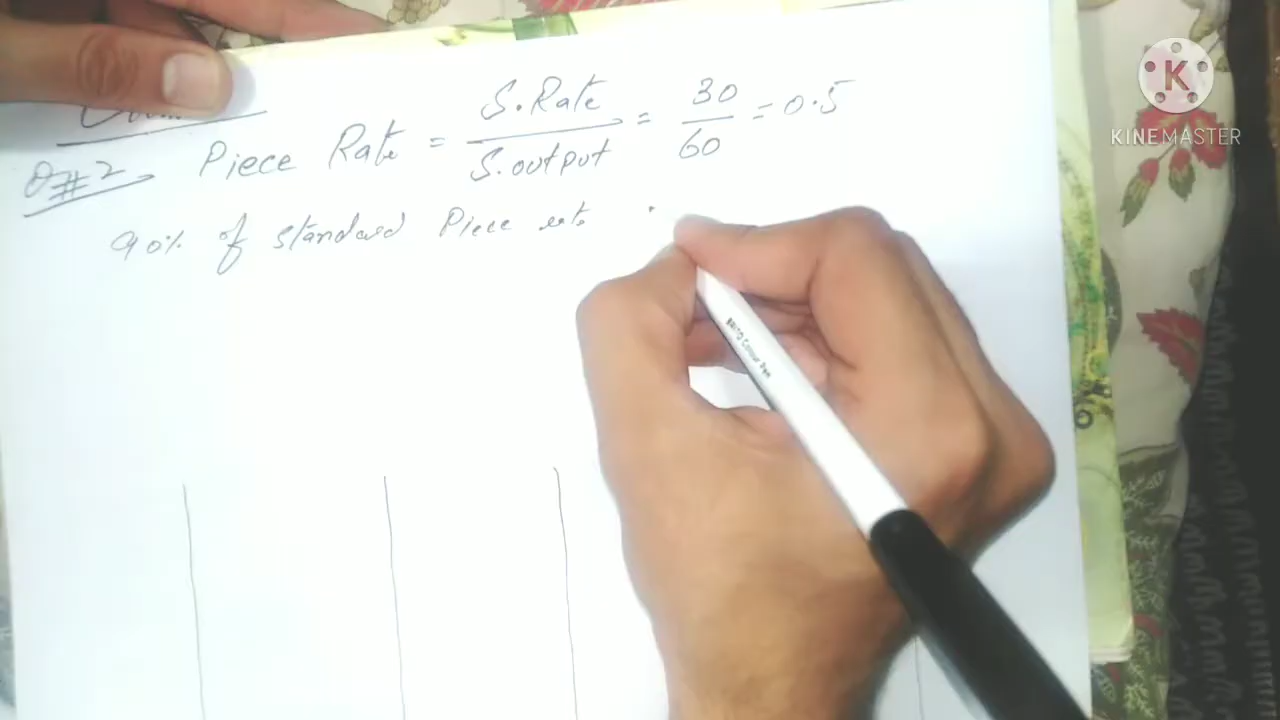 Q#2 Piece Rate = S.Rate / S.output = 30 / 60 = 0.5
90% of standard Piece rate
K
KINEMASTER